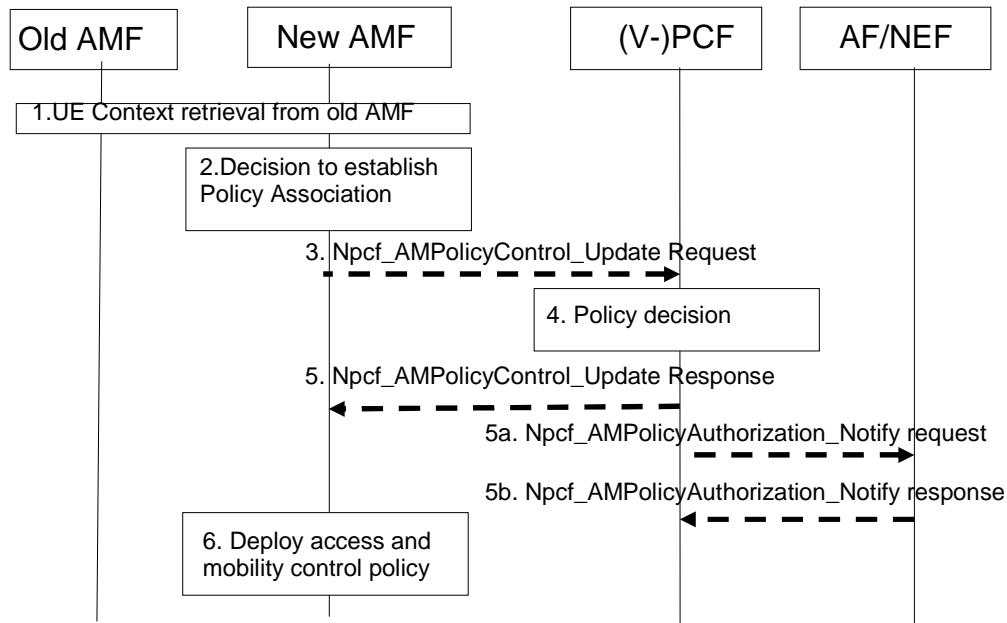 Old AMF
New AMF
(V-)PCF
AF/NEF
1.UE Context retrieval from old AMF
2.Decision to establish
Policy Association
3. Npcf_AMPolicyControl_Update Request
4. Policy decision
5. Npcf_AMPolicyControl_Update Response
5a. Npcf_AMPolicyAuthorization_Notify request
5b. Npcf_AMPolicyAuthorization_Notify response
6. Deploy access and
mobility control policy